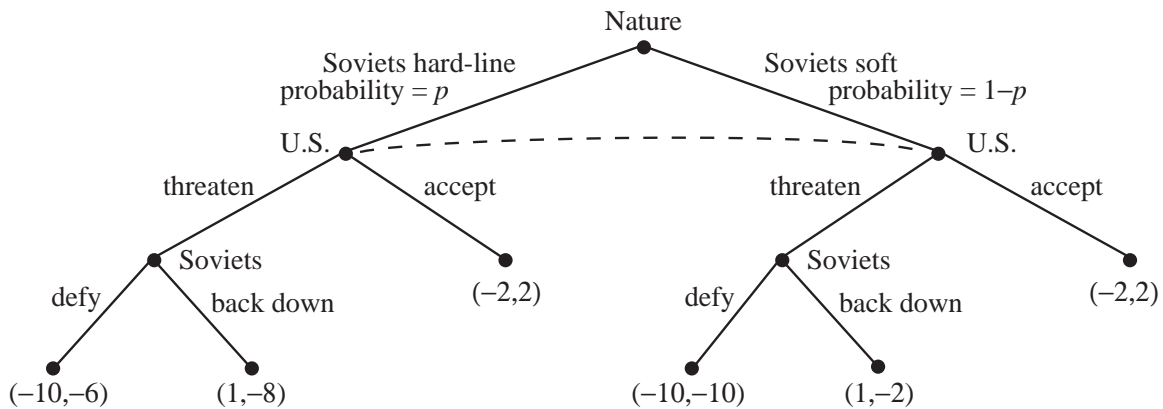 Nature
Soviets hard-line
probability = p
Soviets soft
probability = 1–p
U.S.
U.S.
threaten
accept
threaten
accept
Soviets
Soviets
(–2,2)
(–2,2)
defy
back down
defy
back down
(–10,–6)
(1,–8)
(–10,–10)
(1,–2)